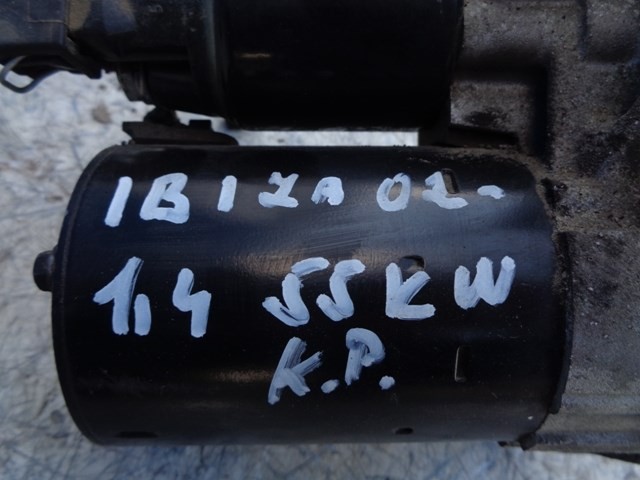 IBIZA 02-
1,4 55KW
K.P.